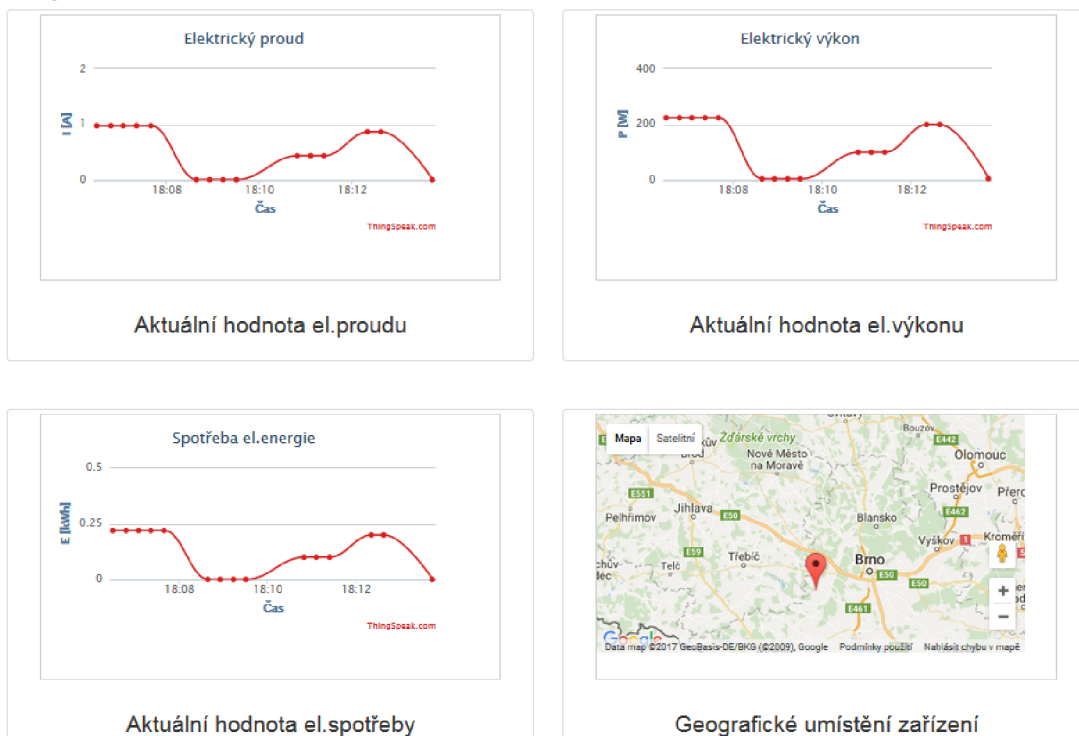 Elektrický proud
2
1
0
I [A]
18:08
18:10
18:12
Čas
ThingSpeak.com
Aktuální hodnota el.proudu
Elektrický výkon
400
200
0
P [W]
18:08
18:10
18:12
Čas
ThingSpeak.com
Aktuální hodnota el.výkonu
Spotřeba el.energie
0.5
0.25
0
E [kWh]
18:08
18:10
18:12
Čas
ThingSpeak.com
Aktuální hodnota el.spotřeby
Mapa
Satelitní
Žďárské vrchy
Bouzov
E442
Olomouc
Nové Město
na Moravě
E551
Prostějov
Pelhřimov
Jihlava
E50
E462
Blansko
Vyškov
1
E59
Třebíč
Telč
Brno
E50
E50
E461
+
−
Google
Data map ©2017 GeoBasis-DE/BKG (©2009), Google
Podmínky použití
Nahlásit chybu v mapě
Geografické umístění zařízení